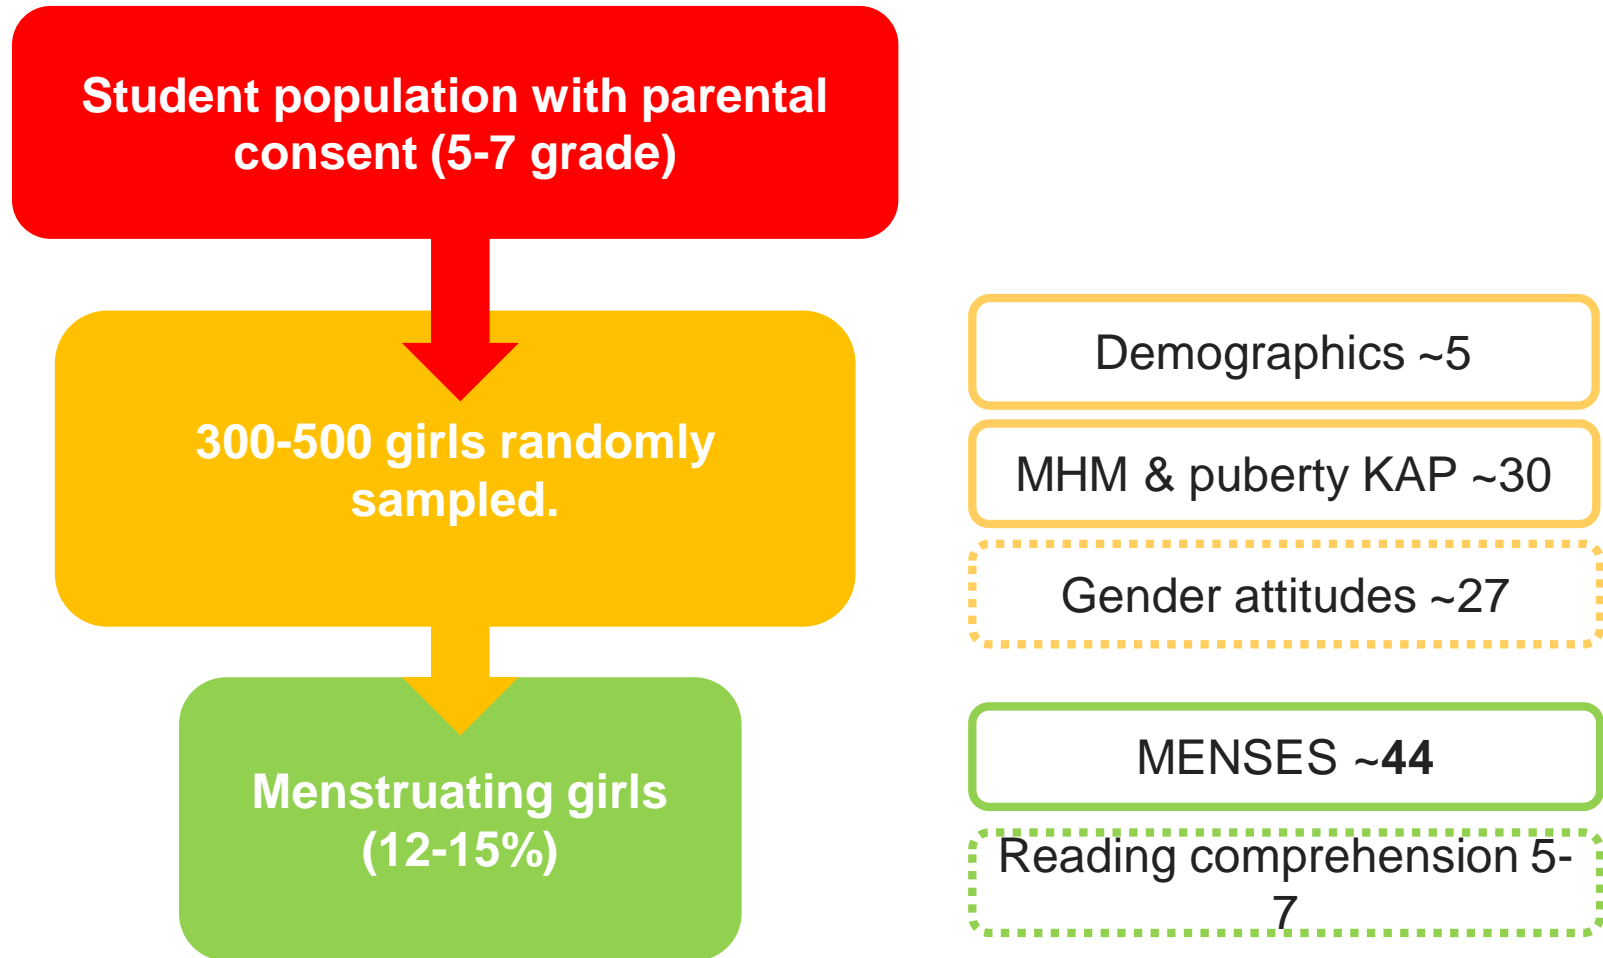 Student population with parental
consent (5-7 grade)
300-500 girls randomly
sampled.
Menstruating girls
(12-15%)
Demographics ~5
MHM & puberty KAP ~30
Gender attitudes ~27
MENSES ~44
Reading comprehension 5-
7